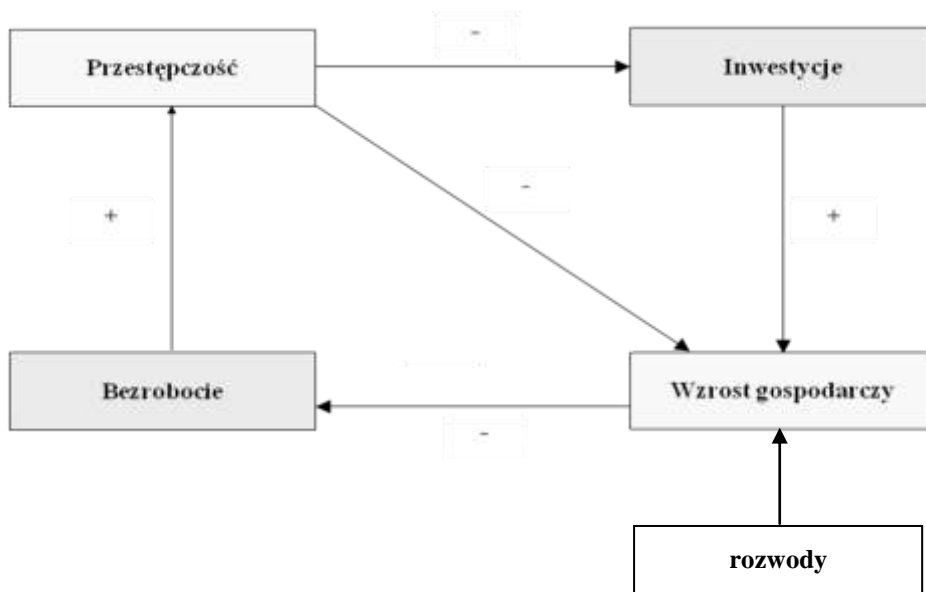 -
Przestępczość
Inwestycje
-
+
+
Bezrobocie
Wzrost gospodarczy
-
rozwody